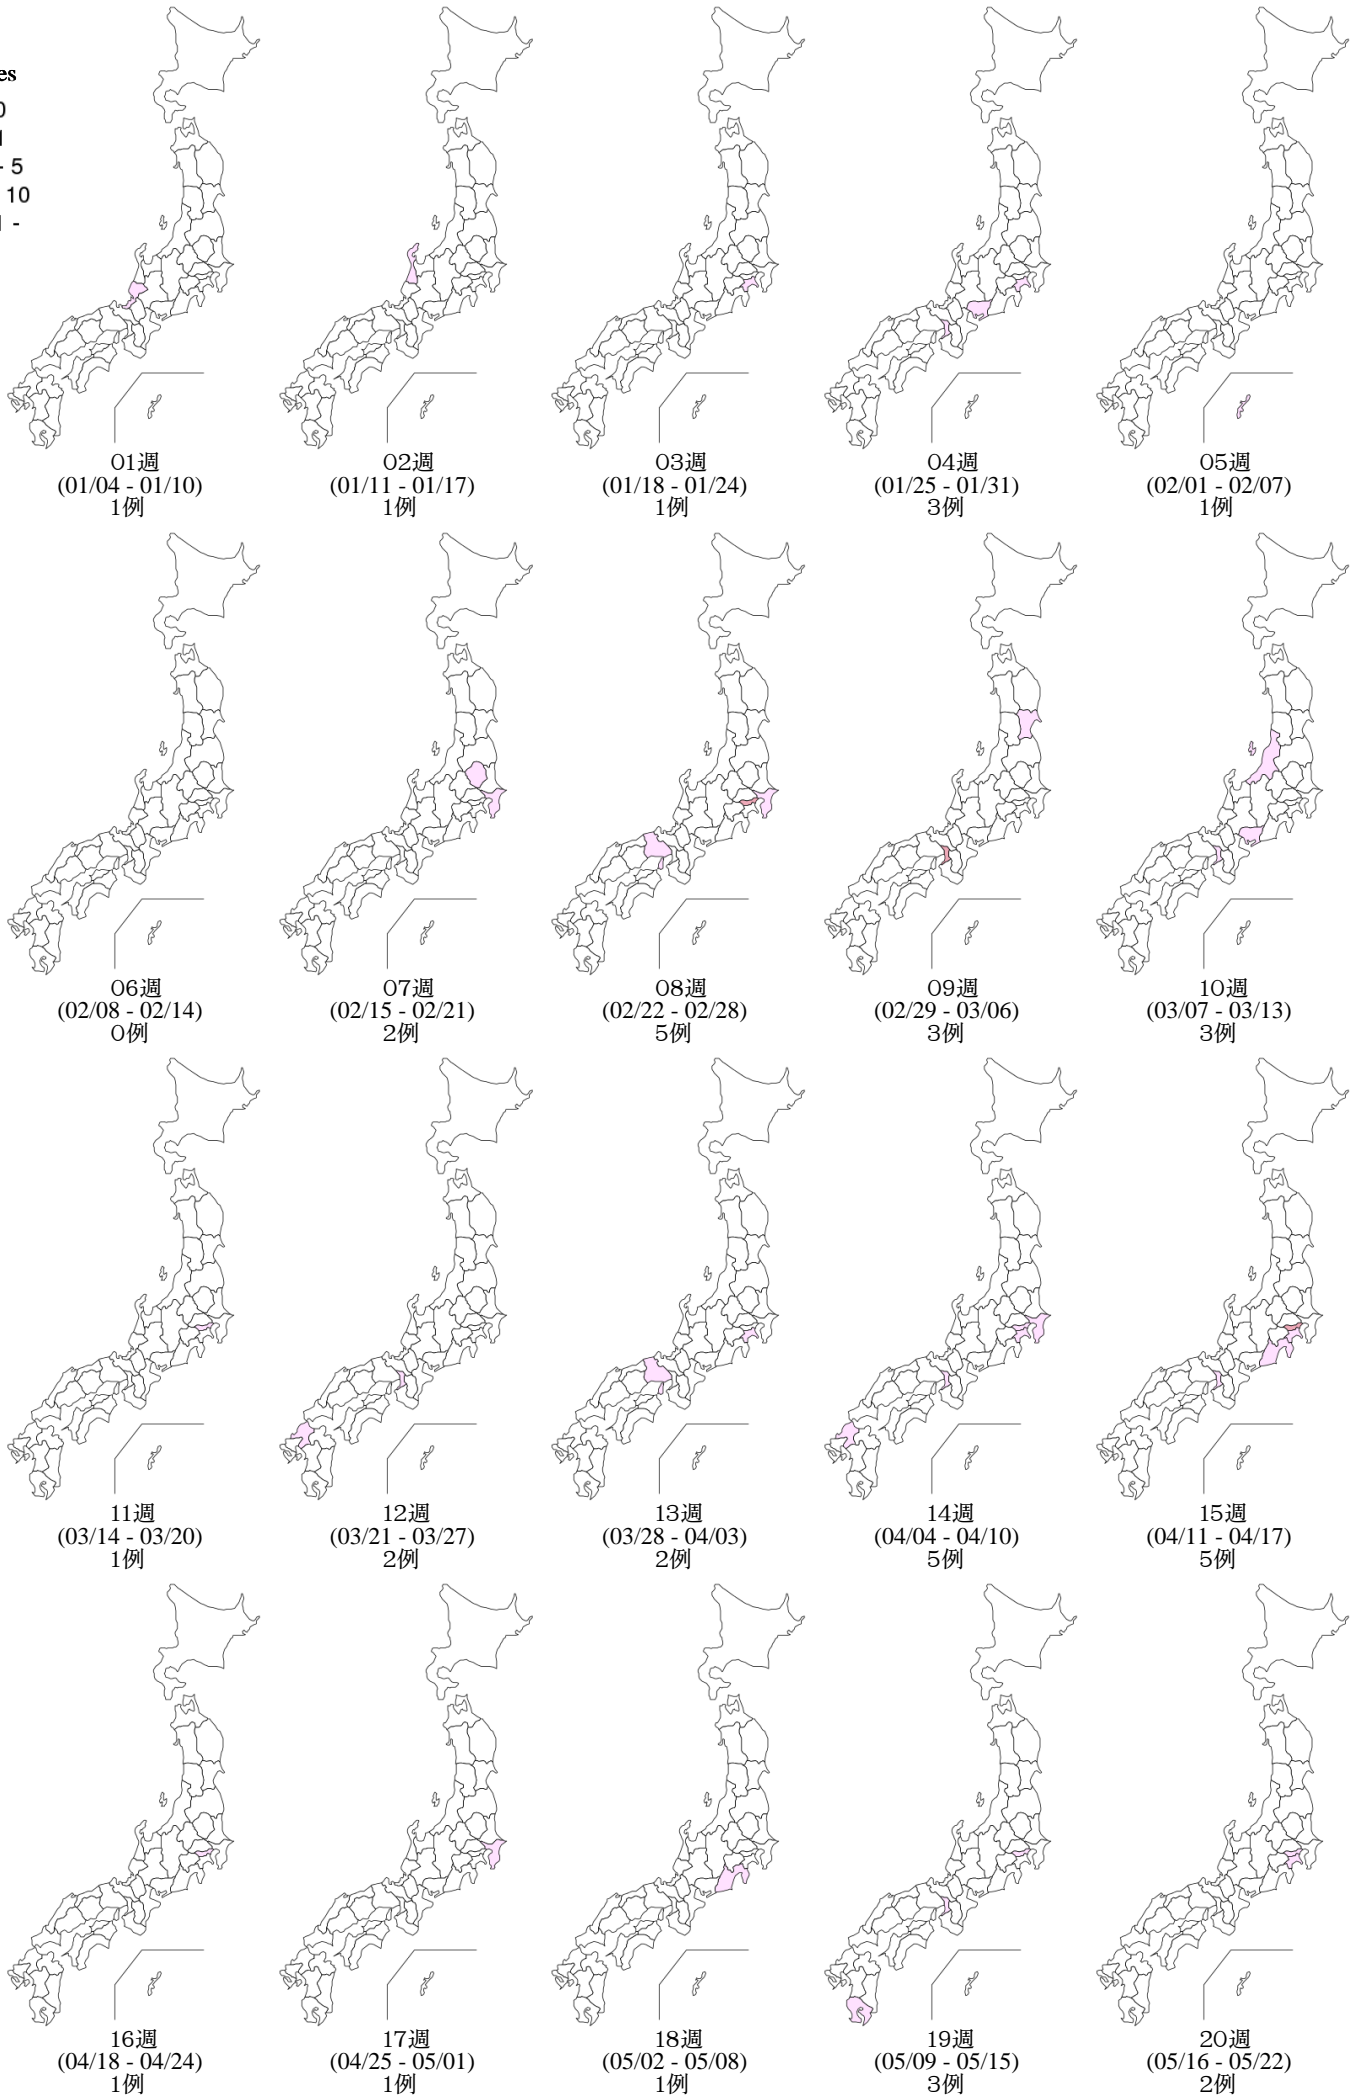 es
0
1
- 5
10
1 -
01週
(01/04 - 01/10)
1例
02週
(01/11 - 01/17)
1例
03週
(01/18 - 01/24)
1例
04週
(01/25 - 01/31)
3例
05週
(02/01 - 02/07)
1例
06週
(02/08 - 02/14)
0例
07週
(02/15 - 02/21)
2例
08週
(02/22 - 02/28)
5例
09週
(02/29 - 03/06)
3例
10週
(03/07 - 03/13)
3例
11週
(03/14 - 03/20)
1例
12週
(03/21 - 03/27)
2例
13週
(03/28 - 04/03)
2例
14週
(04/04 - 04/10)
5例
15週
(04/11 - 04/17)
5例
16週
(04/18 - 04/24)
1例
17週
(04/25 - 05/01)
1例
18週
(05/02 - 05/08)
1例
19週
(05/09 - 05/15)
3例
20週
(05/16 - 05/22)
2例